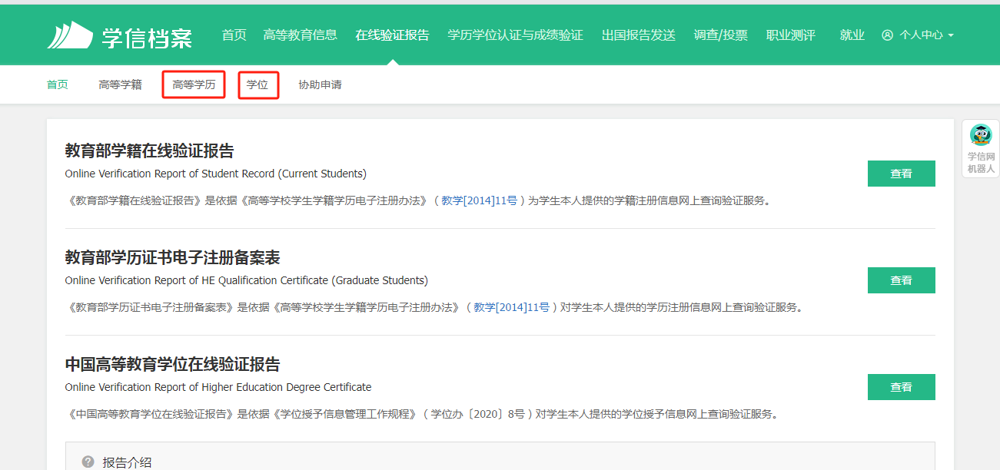 学信档案 首页 高等教育信息 在线验证报告 学历学位认证与成绩验证 出国报告发送 调查/投票 职业测评 就业 个人中心
首页 高等学籍 高等学历 学位 协助申请
教育部学籍在线验证报告
Online Verification Report of Student Record (Current Students)
查看
《教育部学籍在线验证报告》是依据《高等学校学生学籍学历电子注册办法》（教学[2014]11号）为学生本人提供的学籍注册信息网上查询验证服务。
教育部学历证书电子注册备案表
Online Verification Report of HE Qualification Certificate (Graduate Students)
查看
《教育部学历证书电子注册备案表》是依据《高等学校学生学籍学历电子注册办法》（教学[2014]11号）对学生本人提供的学历注册信息网上查询验证服务。
中国高等教育学位在线验证报告
Online Verification Report of Higher Education Degree Certificate
查看
《中国高等教育学位在线验证报告》是依据《学位授予信息管理工作规程》（学位办〔2020〕8号）对学生本人提供的学位授予信息网上查询验证服务。
? 报告介绍
学信网
机器人